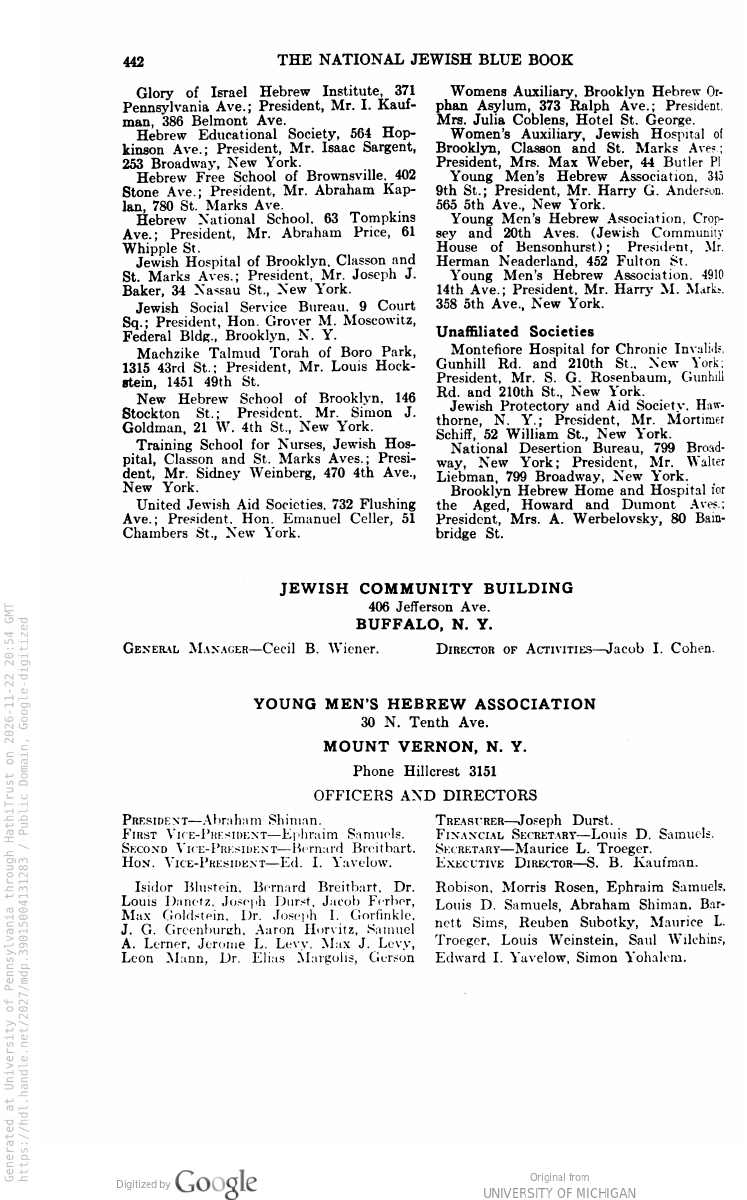 442
THE NATIONAL JEWISH BLUE BOOK
Glory of Israel Hebrew Institute, 371
Pennsylvania Ave.; President, Mr. I. Kauf-
man, 386 Belmont Ave.
Hebrew Educational Society, 564 Hop-
kinson Ave.; President, Mr. Isaac Sargent,
253 Broadway, New York.
Hebrew Free School of Brownsville, 402
Stone Ave.; President, Mr. Abraham Kap-
lan, 780 St. Marks Ave.
Hebrew National School, 63 Tompkins
Ave.; President, Mr. Abraham Price, 61
Whipple St.
Jewish Hospital of Brooklyn, Classon and
St. Marks Aves.; President, Mr. Joseph J.
Baker, 34 Nassau St., New York.
Jewish Social Service Bureau, 9 Court
Sq.; President, Hon. Grover M. Moscowitz,
Federal Bldg., Brooklyn, N. Y.
Machzike Talmud Torah of Boro Park,
1315 43rd St.; President, Mr. Louis Hock-
stein, 1451 49th St.
New Hebrew School of Brooklyn, 146
Stockton St.; President, Mr. Simon J.
Goldman, 21 W. 4th St., New York.
Training School for Nurses, Jewish Hos-
pital, Classon and St. Marks Aves.; Presi-
dent, Mr. Sidney Weinberg, 470 4th Ave.,
New York.
United Jewish Aid Societies, 732 Flushing
Ave.; President, Hon. Emanuel Celler, 51
Chambers St., New York.
Womens Auxiliary, Brooklyn Hebrew Or-
phan Asylum, 373 Ralph Ave.; President,
Mrs. Julia Coblens, Hotel St. George.
Women's Auxiliary, Jewish Hospital of
Brooklyn, Classon and St. Marks Aves.;
President, Mrs. Max Weber, 44 Butler Pl
Young Men's Hebrew Association, 345
9th St.; President, Mr. Harry G. Anderson,
565 5th Ave., New York.
Young Men's Hebrew Association, Crop-
sey and 20th Aves. (Jewish Community
House of Bensonhurst); President, Mr.
Herman Neaderland, 452 Fulton St.
Young Men's Hebrew Association, 4910
14th Ave.; President, Mr. Harry M. Marks,
358 5th Ave., New York.
Unaffiliated Societies
Montefiore Hospital for Chronic Invalids,
Gunhill Rd. and 210th St., New York;
President, Mr. S. G. Rosenbaum, Gunhill
Rd. and 210th St., New York.
Jewish Protectory and Aid Society, Haw-
thorne, N. Y.; President, Mr. Mortimer
Schiff, 52 William St., New York.
National Desertion Bureau, 799 Broad-
way, New York; President, Mr. Walter
Liebman, 799 Broadway, New York.
Brooklyn Hebrew Home and Hospital for
the Aged, Howard and Dumont Aves.;
President, Mrs. A. Werbelovsky, 80 Bain-
bridge St.
JEWISH COMMUNITY BUILDING
406 Jefferson Ave.
BUFFALO, N. Y.
GENERAL MANAGER—Cecil B. Wiener.
DIRECTOR OF ACTIVITIES—Jacob I. Cohen.
YOUNG MEN'S HEBREW ASSOCIATION
30 N. Tenth Ave.
MOUNT VERNON, N. Y.
Phone Hillcrest 3151
OFFICERS AND DIRECTORS
PRESIDENT—Abraham Shiman.
FIRST VICE-PRESIDENT—Ephraim Samuels.
SECOND VICE-PRESIDENT—Bernard Breitbart.
HON. VICE-PRESIDENT—Ed. I. Yavelow.
TREASURER—Joseph Durst.
FINANCIAL SECRETARY—Louis D. Samuels.
SECRETARY—Maurice L. Troeger.
EXECUTIVE DIRECTOR—S. B. Kaufman.
Isidor Blustein, Bernard Breitbart, Dr.
Louis Danetz, Joseph Durst, Jacob Ferber,
Max Goldstein, Dr. Joseph I. Gorfinkle,
J. G. Greenburgh, Aaron Horvitz, Samuel
A. Lerner, Jerome L. Levy, Max J. Levy,
Leon Mann, Dr. Elias Margolis, Gerson
Robison, Morris Rosen, Ephraim Samuels,
Louis D. Samuels, Abraham Shiman, Bar-
nett Sims, Reuben Subotky, Maurice L.
Troeger, Louis Weinstein, Saul Wilchins,
Edward I. Yavelow, Simon Yohalem.
Generated at University of Pennsylvania through HathiTrust on 2026-11-22 20:54 GMT
https://hdl.handle.net/2027/mdp.39015004131283 / Public Domain, Google-digitized
Digitized by Google
Original from
UNIVERSITY OF MICHIGAN